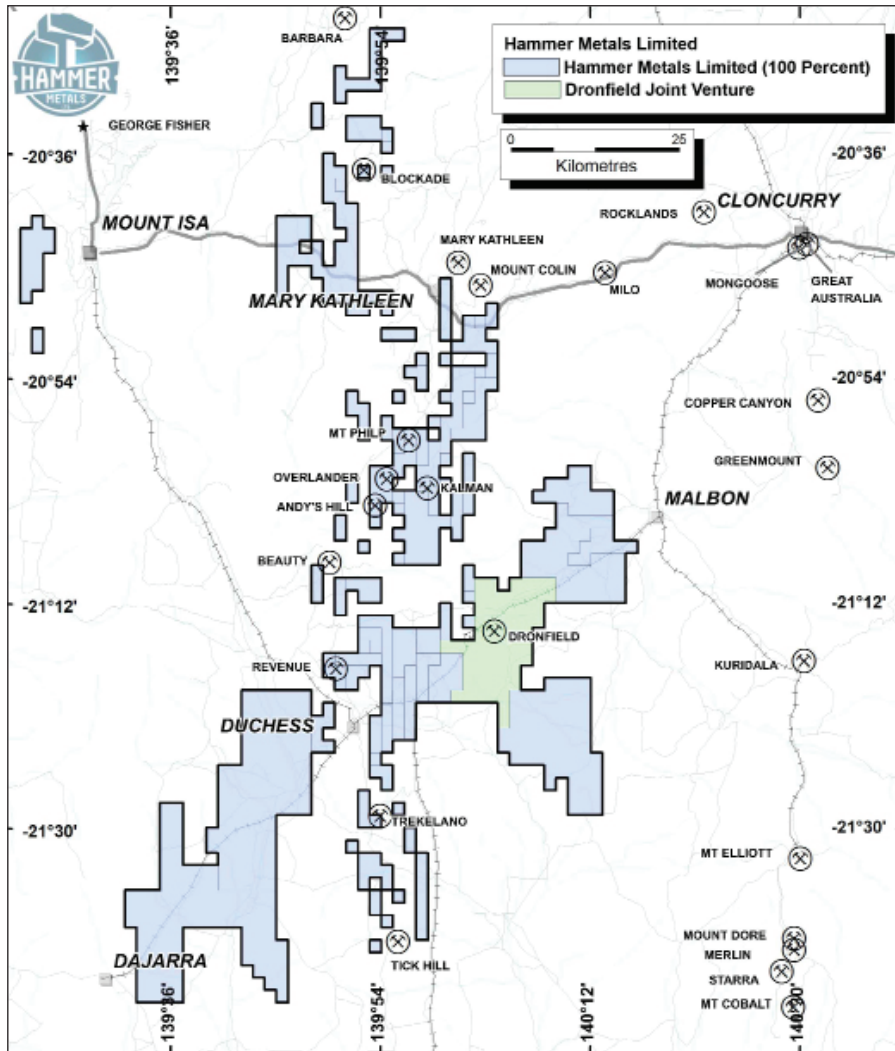 HAMMER
METALS
139°36'
BARBARA
139°54'
Hammer Metals Limited
Hammer Metals Limited (100 Percent)
Dronfield Joint Venture
0 25
Kilometres
GEORGE FISHER
-20°36'
-20°36'
BLOCKADE
CLONCURRY
ROCKLANDS
MOUNT ISA
MARY KATHLEEN
MOUNT COLIN
MILO
MONGOOSE
GREAT
AUSTRALIA
MARY KATHLEEN
-20°54'
-20°54'
COPPER CANYON
MT PHILP
GREENMOUNT
OVERLANDER
KALMAN
ANDY'S HILL
MALBON
BEAUTY
-21°12'
-21°12'
DRONFIELD
REVENUE
KURIDALA
DUCHESS
TREKELANO
-21°30'
-21°30'
MT ELLIOTT
MOUNT DORE
MERLIN
STARRA
MT COBALT
DAJARRA
TICK HILL
139°36'
139°54'
140°12'
140°30'